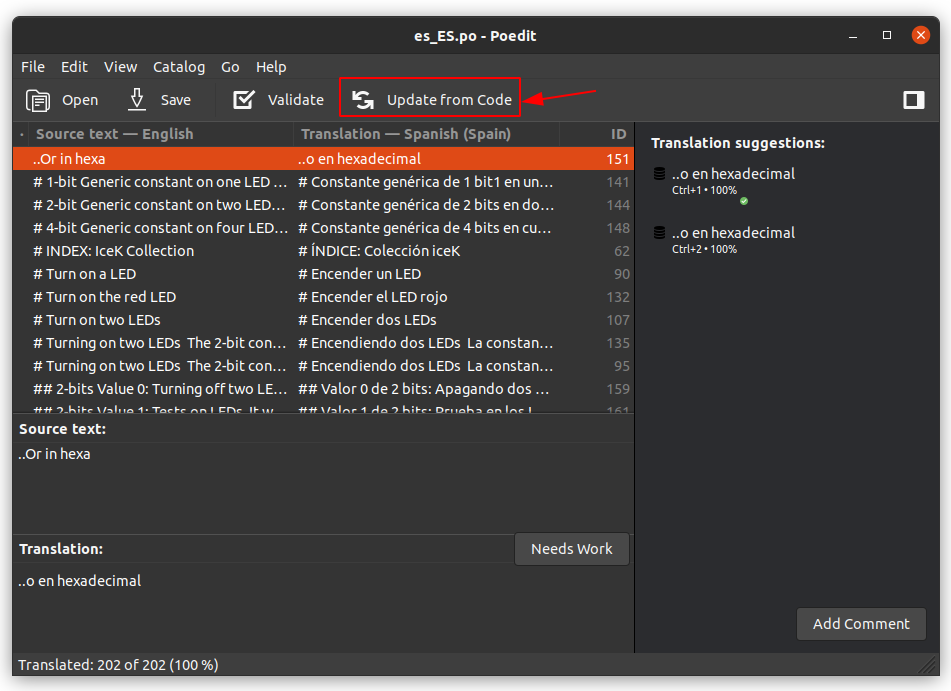 es_ES.po - Poedit
File Edit View Catalog Go Help
Open Save Validate Update from Code
· Source text — English Translation — Spanish (Spain) ID
..Or in hexa ..o en hexadecimal 151
# 1-bit Generic constant on one LED ... # Constante genérica de 1 bit1 en un... 141
# 2-bit Generic constant on two LED... # Constante genérica de 2 bits en do... 144
# 4-bit Generic constant on four LED... # Constante genérica de 4 bits en cu... 148
# INDEX: IceK Collection # ÍNDICE: Colección iceK 62
# Turn on a LED # Encender un LED 90
# Turn on the red LED # Encender el LED rojo 132
# Turn on two LEDs # Encender dos LEDs 107
# Turning on two LEDs The 2-bit con... # Encendiendo dos LEDs La constan... 135
# Turning on two LEDs The 2-bit con... # Encendiendo dos LEDs La constan... 95
## 2-bits Value 0: Turning off two LE... ## Valor 0 de 2 bits: Apagando dos ... 159
## 2-bits Value 1: Tests on LEDs It w... ## Valor 1 de 2 bits: Prueba en los L... 161
Source text:
..Or in hexa
Translation:
Needs Work
..o en hexadecimal
Translated: 202 of 202 (100 %)
Translation suggestions:
..o en hexadecimal
Ctrl+1 • 100%
..o en hexadecimal
Ctrl+2 • 100%
Add Comment